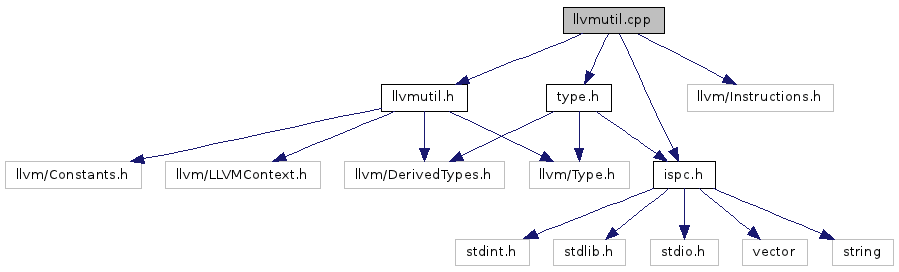 llvmutil.cpp
llvmutil.h
type.h
llvm/Instructions.h
llvm/Constants.h
llvm/LLVMContext.h
llvm/DerivedTypes.h
llvm/Type.h
ispc.h
stdint.h
stdlib.h
stdio.h
vector
string